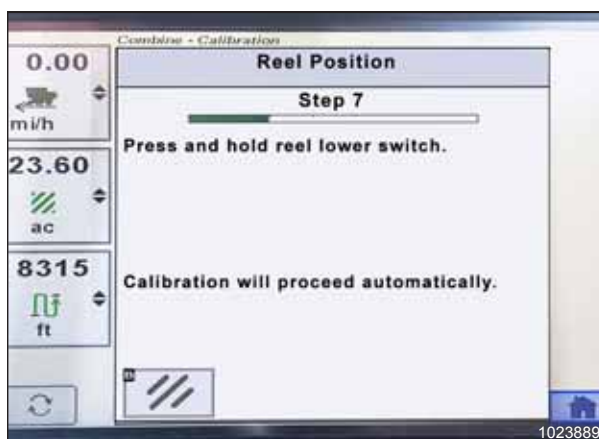 Combine - Calibration
Reel Position
0.00
mi/h
Step 7
Press and hold reel lower switch.
23.60
ac
8315
ft
Calibration will proceed automatically.
1023889